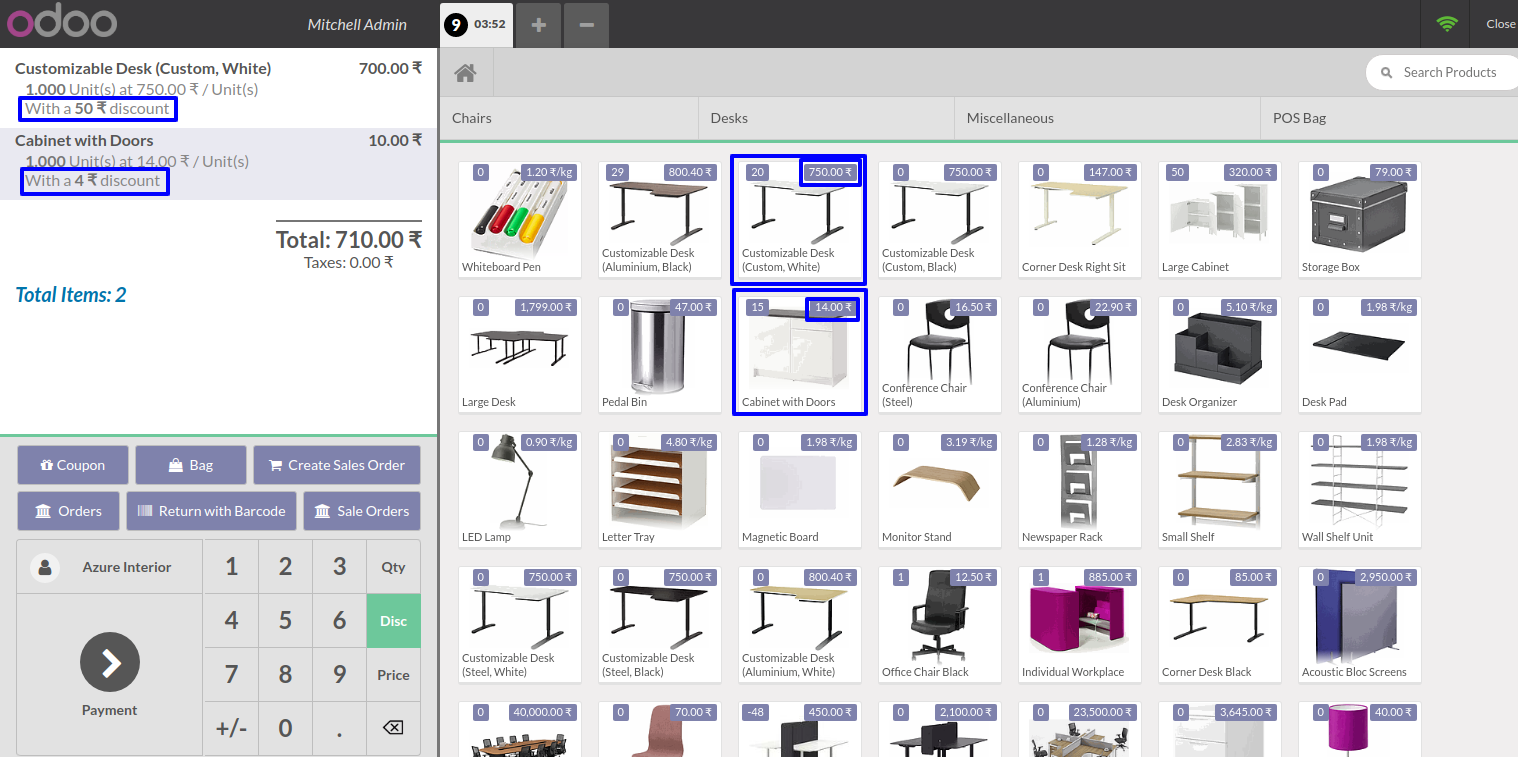 odoo
Mitchell Admin
9 03:52
+
−
Close
Customizable Desk (Custom, White) 700.00 ₹
1.000 Unit(s) at 750.00 ₹ / Unit(s)
With a 50 ₹ discount
Cabinet with Doors 10.00 ₹
1.000 Unit(s) at 14.00 ₹ / Unit(s)
With a 4 ₹ discount
Total: 710.00 ₹
Taxes: 0.00 ₹
Total Items: 2
Coupon
Bag
Create Sales Order
Orders
Return with Barcode
Sale Orders
Azure Interior
1 2 3 Qty
4 5 6 Disc
7 8 9 Price
+/- 0 .
Payment
Search Products
Chairs
Desks
Miscellaneous
POS Bag
0 1.20 ₹/kg
Whiteboard Pen
29 800.40 ₹
Customizable Desk
(Aluminium, Black)
20 750.00 ₹
Customizable Desk
(Custom, White)
0 750.00 ₹
Customizable Desk
(Custom, Black)
0 147.00 ₹
Corner Desk Right Sit
50 320.00 ₹
Large Cabinet
0 79.00 ₹
Storage Box
0 1,799.00 ₹
Large Desk
0 47.00 ₹
Pedal Bin
15 14.00 ₹
Cabinet with Doors
0 16.50 ₹
Conference Chair
(Steel)
0 22.90 ₹
Conference Chair
(Aluminium)
0 5.10 ₹/kg
Desk Organizer
0 1.98 ₹/kg
Desk Pad
0 0.90 ₹/kg
LED Lamp
0 4.80 ₹/kg
Letter Tray
0 1.98 ₹/kg
Magnetic Board
0 3.19 ₹/kg
Monitor Stand
0 1.28 ₹/kg
Newspaper Rack
0 2.83 ₹/kg
Small Shelf
0 1.98 ₹/kg
Wall Shelf Unit
0 750.00 ₹
Customizable Desk
(Steel, White)
0 750.00 ₹
Customizable Desk
(Steel, Black)
0 800.40 ₹
Customizable Desk
(Aluminium, White)
1 12.50 ₹
Office Chair Black
1 885.00 ₹
Individual Workplace
0 85.00 ₹
Corner Desk Black
0 2,950.00 ₹
Acoustic Bloc Screens
0 40,000.00 ₹
0 70.00 ₹
-48 450.00 ₹
0 2,100.00 ₹
0 23,500.00 ₹
0 3,645.00 ₹
0 40.00 ₹